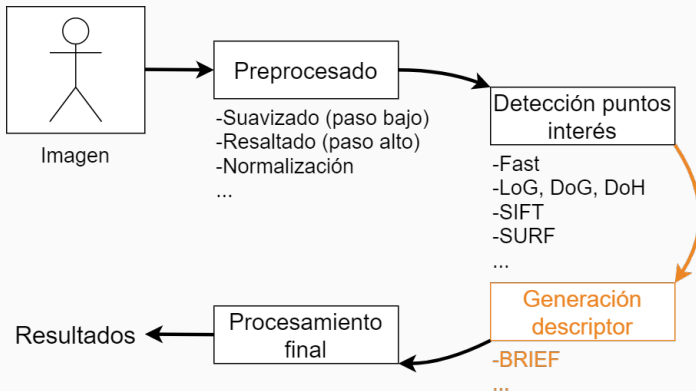 Imagen
Preprocesado
-Suavizado (paso bajo)
-Resaltado (paso alto)
-Normalización
...
Detección puntos
interés
-Fast
-LoG, DoG, DoH
-SIFT
-SURF
...
Generación
descriptor
-BRIEF
...
Procesamiento
final
Resultados